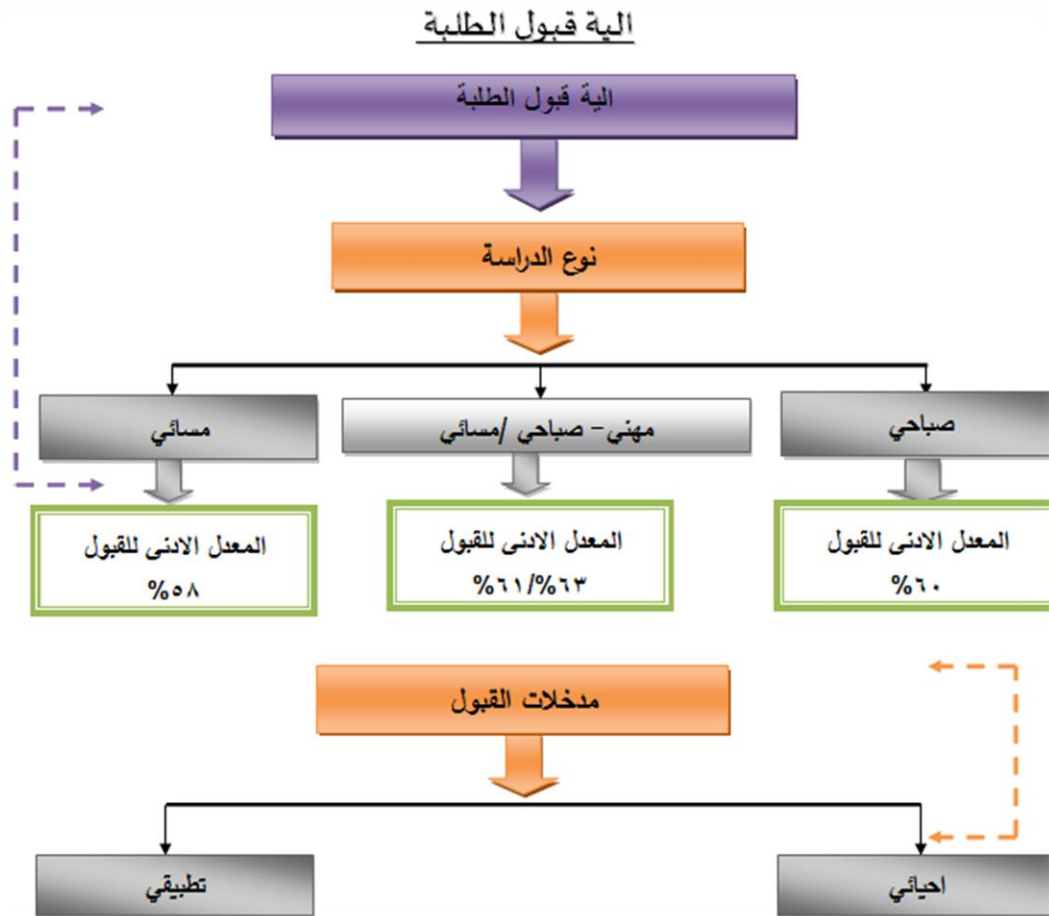 الية قبول الطلبة
الية قبول الطلبة
نوع الدراسة
صباحي
مهني- صباحي /مسائي
مسائي
المعدل الادنى للقبول
%٦٠
المعدل الادنى للقبول
%٦١/%٦٣
المعدل الادنى للقبول
%٥٨
مدخلات القبول
احيائي
تطبيقي